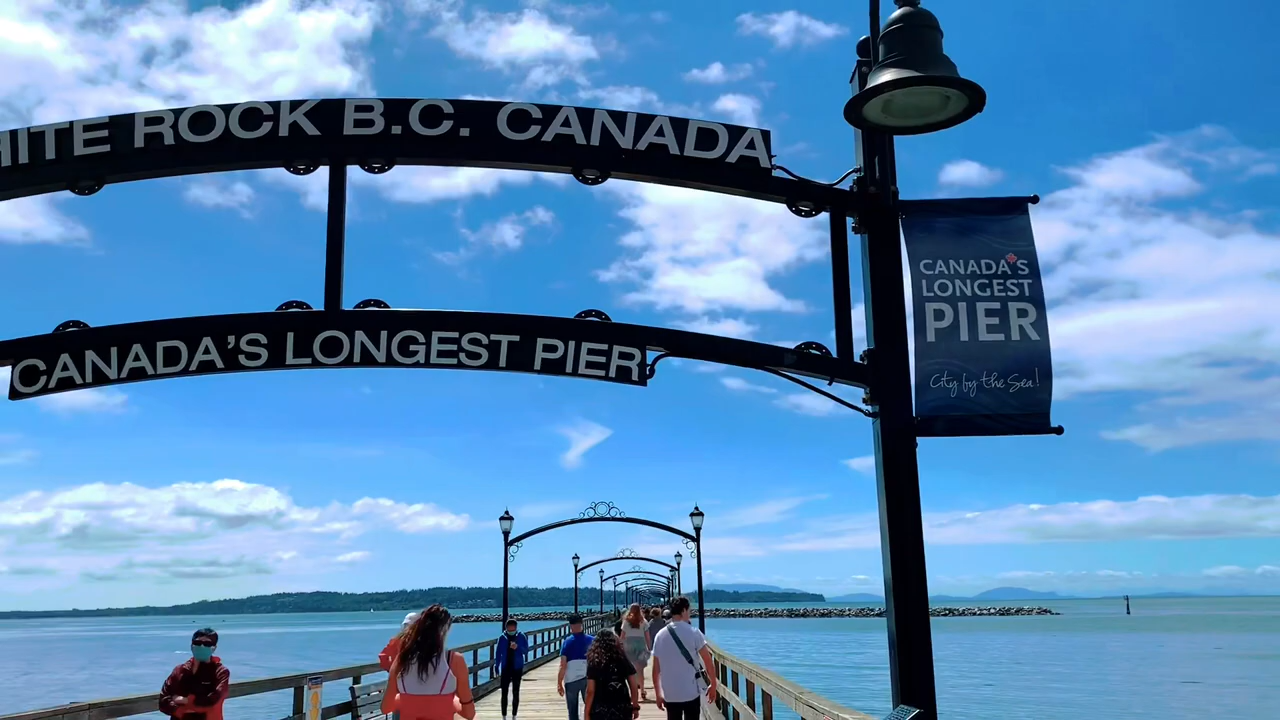 HITE ROCK B.C. CANADA
CANADA'S LONGEST PIER
CANADA'S
LONGEST
PIER
City by the Sea!